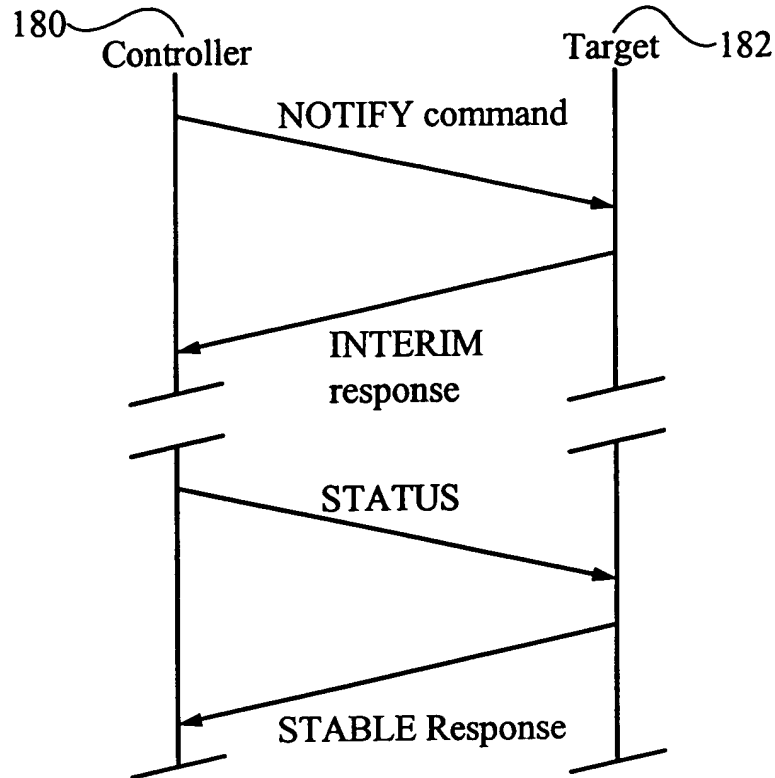 180
Controller
Target
182
NOTIFY command
INTERIM
response
STATUS
STABLE Response